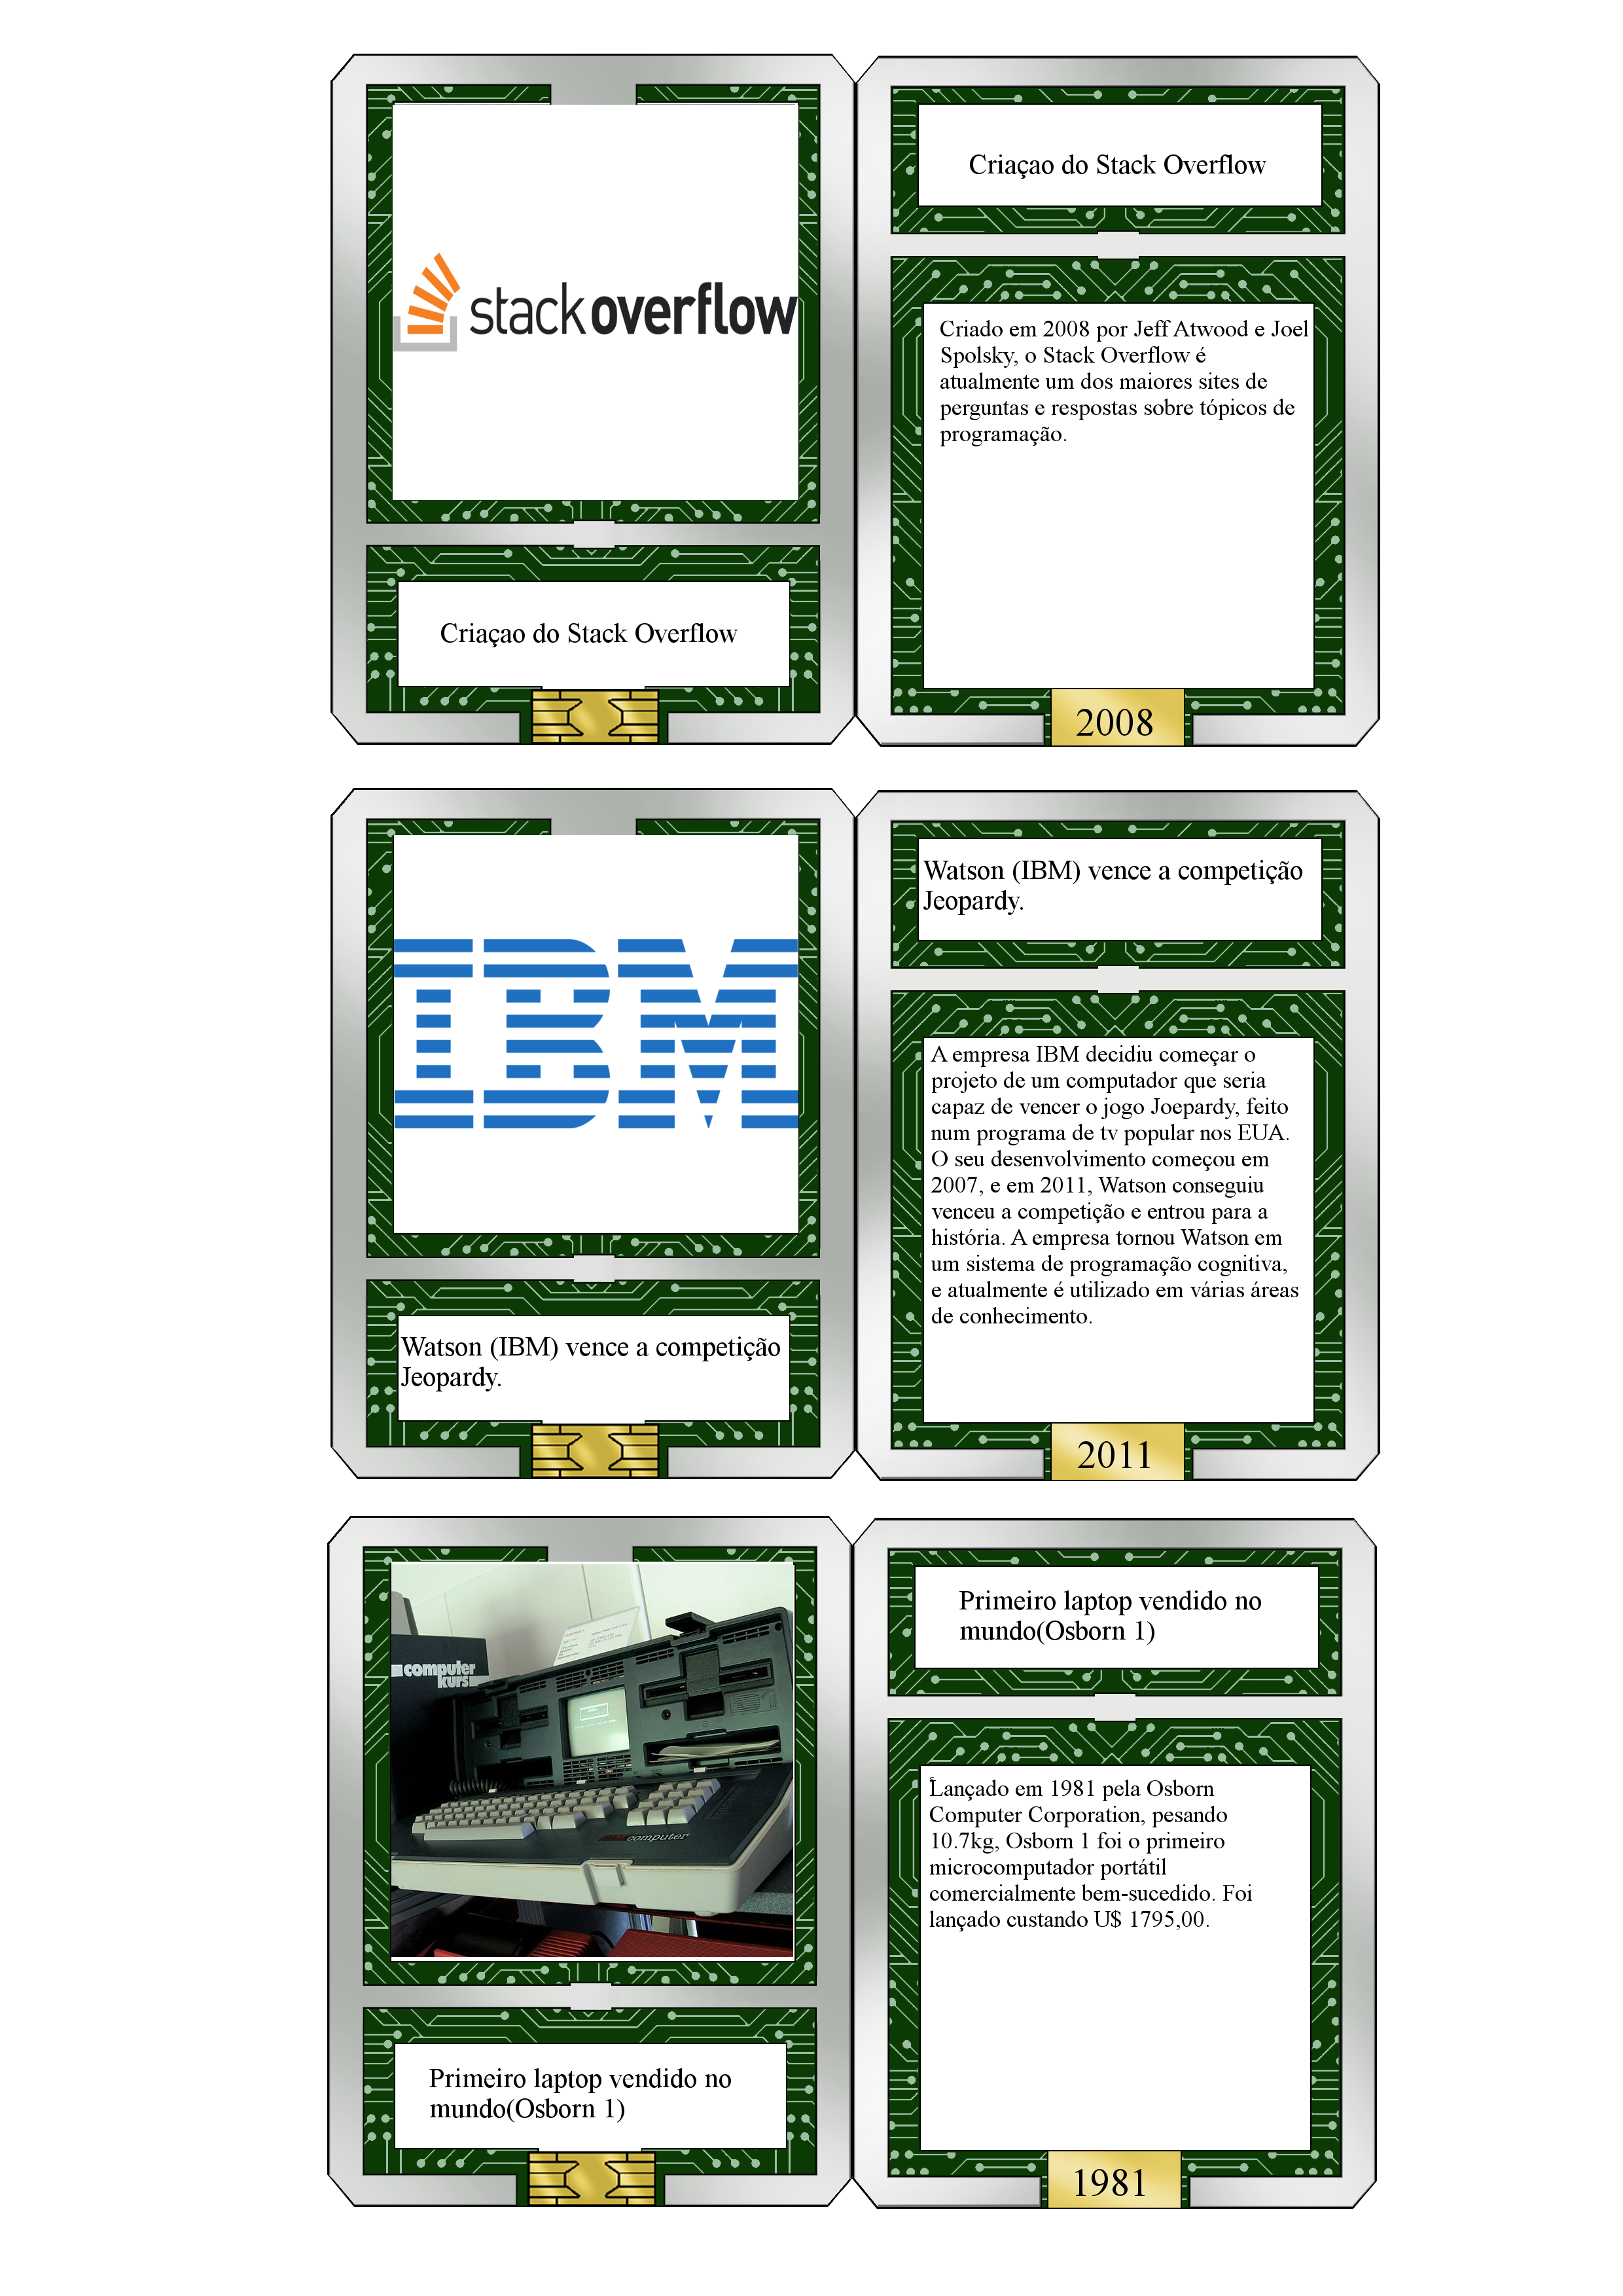 stackoverflow
Criaçao do Stack Overflow
Criaçao do Stack Overflow
Criado em 2008 por Jeff Atwood e Joel
Spolsky, o Stack Overflow é
atualmente um dos maiores sites de
perguntas e respostas sobre tópicos de
programação.
2008
IBM
Watson (IBM) vence a competição
Jeopardy.
Watson (IBM) vence a competição
Jeopardy.
A empresa IBM decidiu começar o
projeto de um computador que seria
capaz de vencer o jogo Joepardy, feito
num programa de tv popular nos EUA.
O seu desenvolvimento começou em
2007, e em 2011, Watson conseguiu
venceu a competição e entrou para a
história. A empresa tornou Watson em
um sistema de programação cognitiva,
e atualmente é utilizado em várias áreas
de conhecimento.
2011
computer
kurs
computer
Primeiro laptop vendido no
mundo(Osborn 1)
Primeiro laptop vendido no
mundo(Osborn 1)
Lançado em 1981 pela Osborn
Computer Corporation, pesando
10.7kg, Osborn 1 foi o primeiro
microcomputador portátil
comercialmente bem-sucedido. Foi
lançado custando U$ 1795,00.
1981